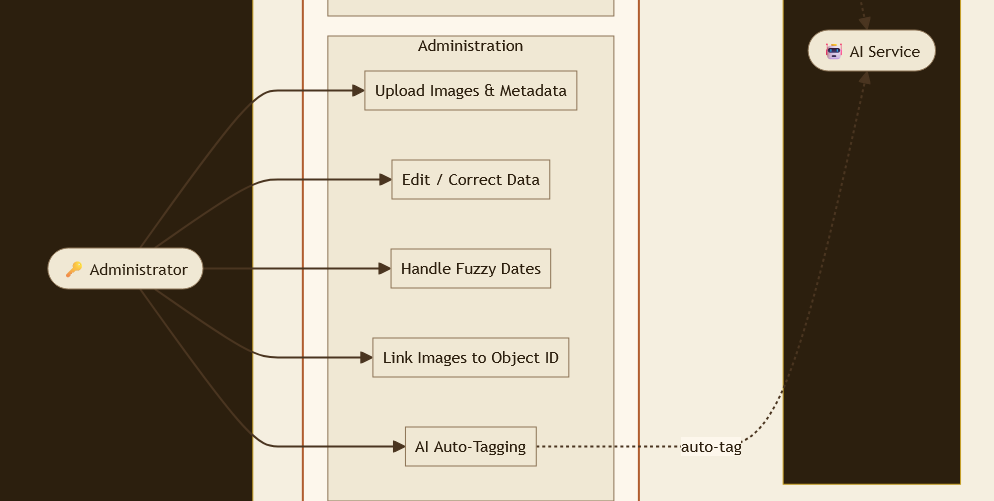 Administration
AI Service
Upload Images & Metadata
Edit / Correct Data
Administrator
Handle Fuzzy Dates
Link Images to Object ID
AI Auto-Tagging
auto-tag